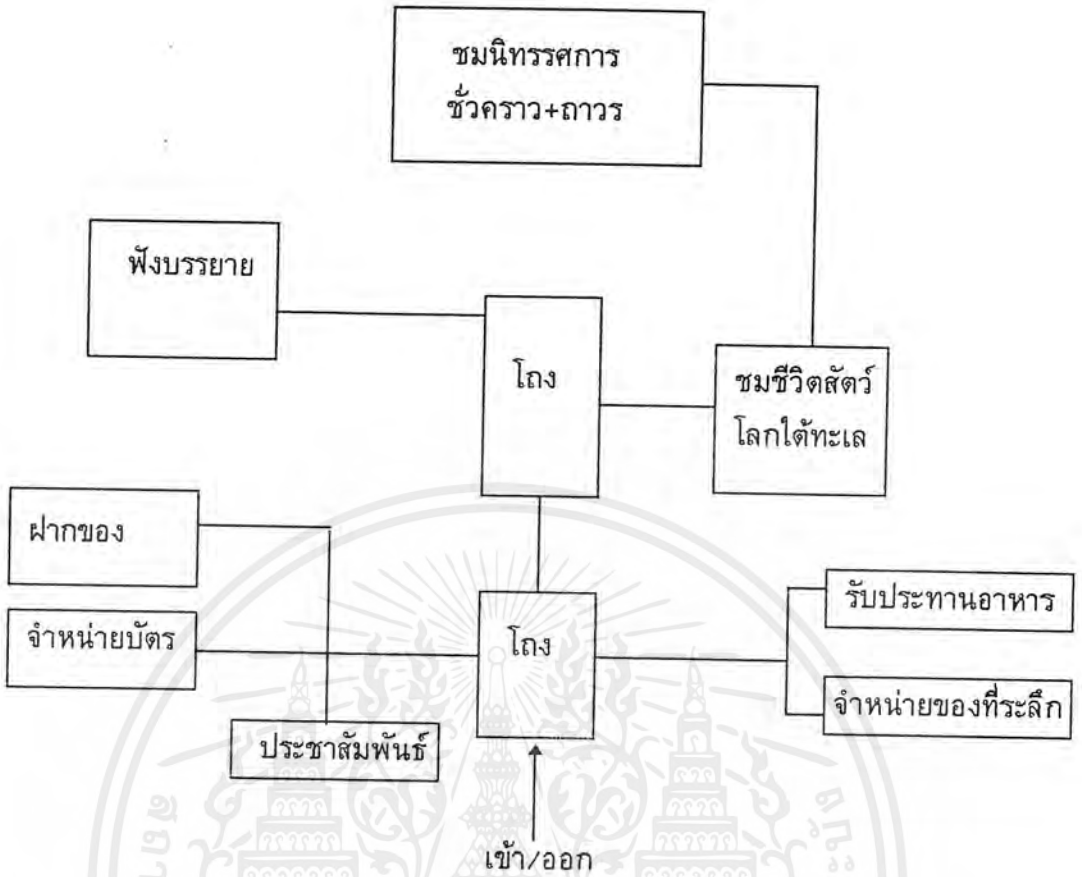 ชมนิทรรศการ
ชั่วคราว+ถาวร
ฟังบรรยาย
โถง
ชมชีวิตสัตว์
โลกใต้ทะเล
ฝากของ
จำหน่ายบัตร
ประชาสัมพันธ์
โถง
รับประทานอาหาร
จำหน่ายของที่ระลึก
เข้า/ออก